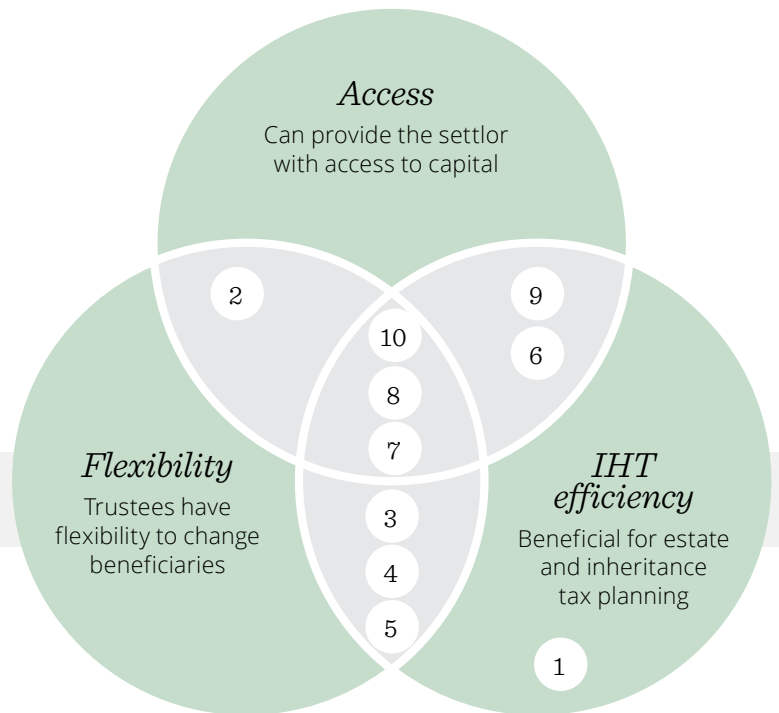 Access
Can provide the settlor
with access to capital
2
9
10
6
8
7
Flexibility
Trustees have
flexibility to change
beneficiaries
IHT
efficiency
Beneficial for estate
and inheritance
tax planning
3
4
5
1